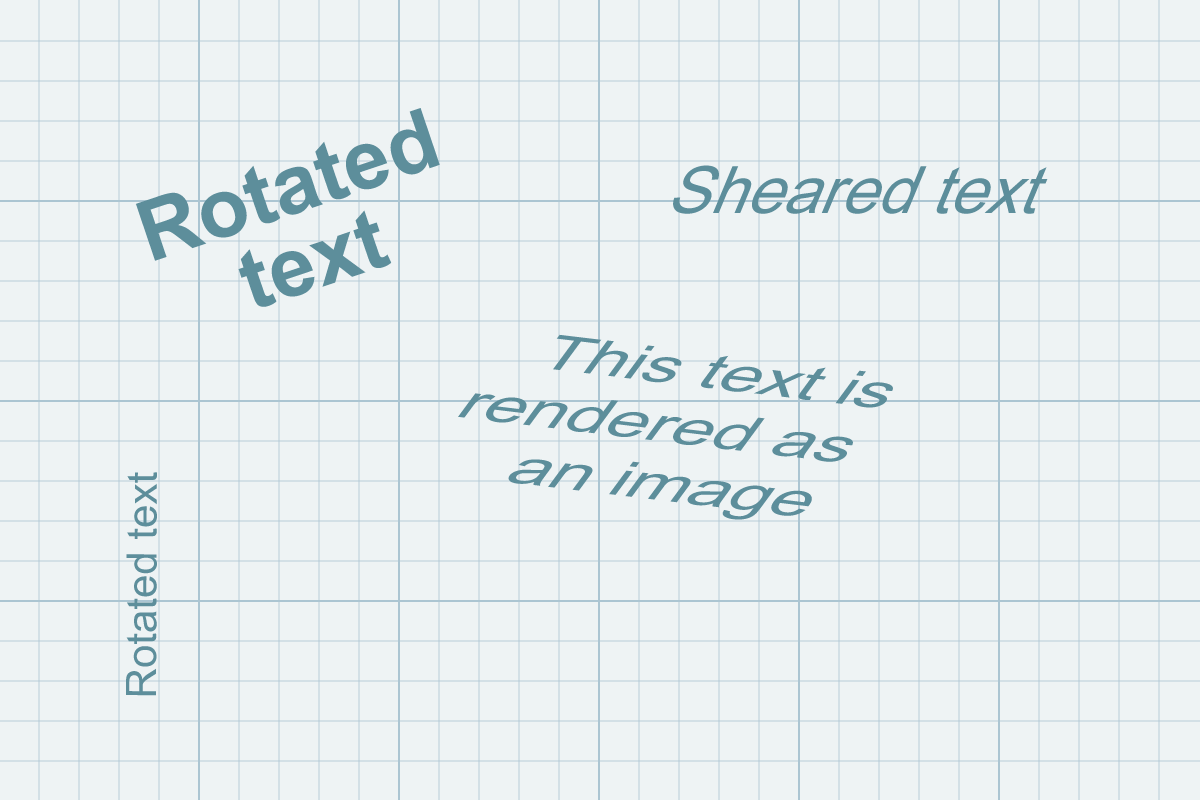 Rotated
text
Sheared text
This text is
rendered as
an image
Rotated text